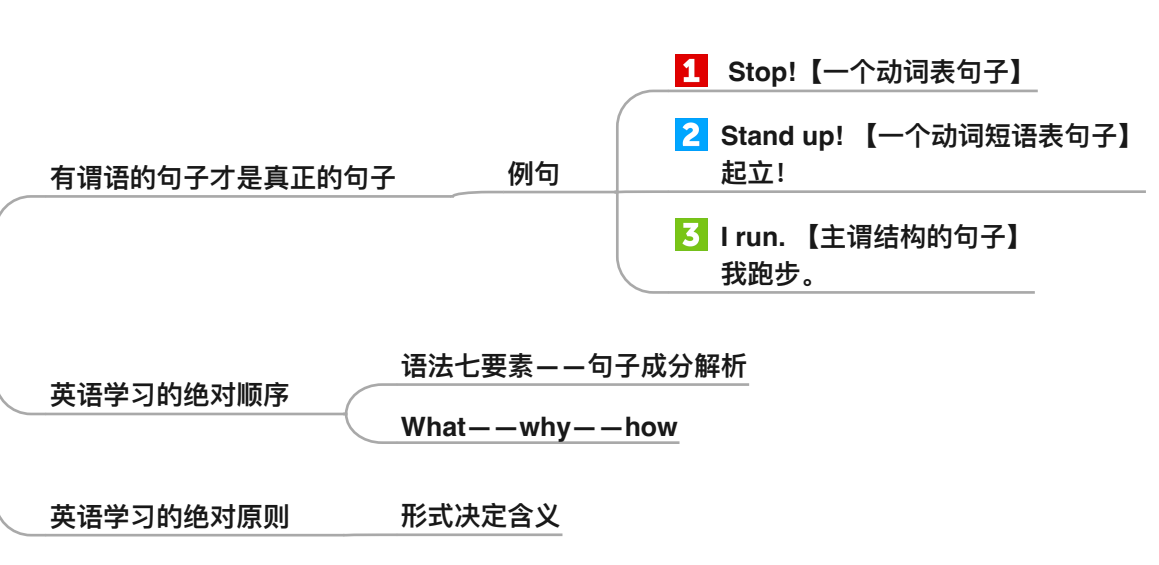 有谓语的句子才是真正的句子
例句
1 Stop!【一个动词表句子】
2 Stand up! 【一个动词短语表句子】
起立!
3 I run. 【主谓结构的句子】
我跑步。
英语学习的绝对顺序
语法七要素——句子成分解析
What——why——how
英语学习的绝对原则
形式决定含义